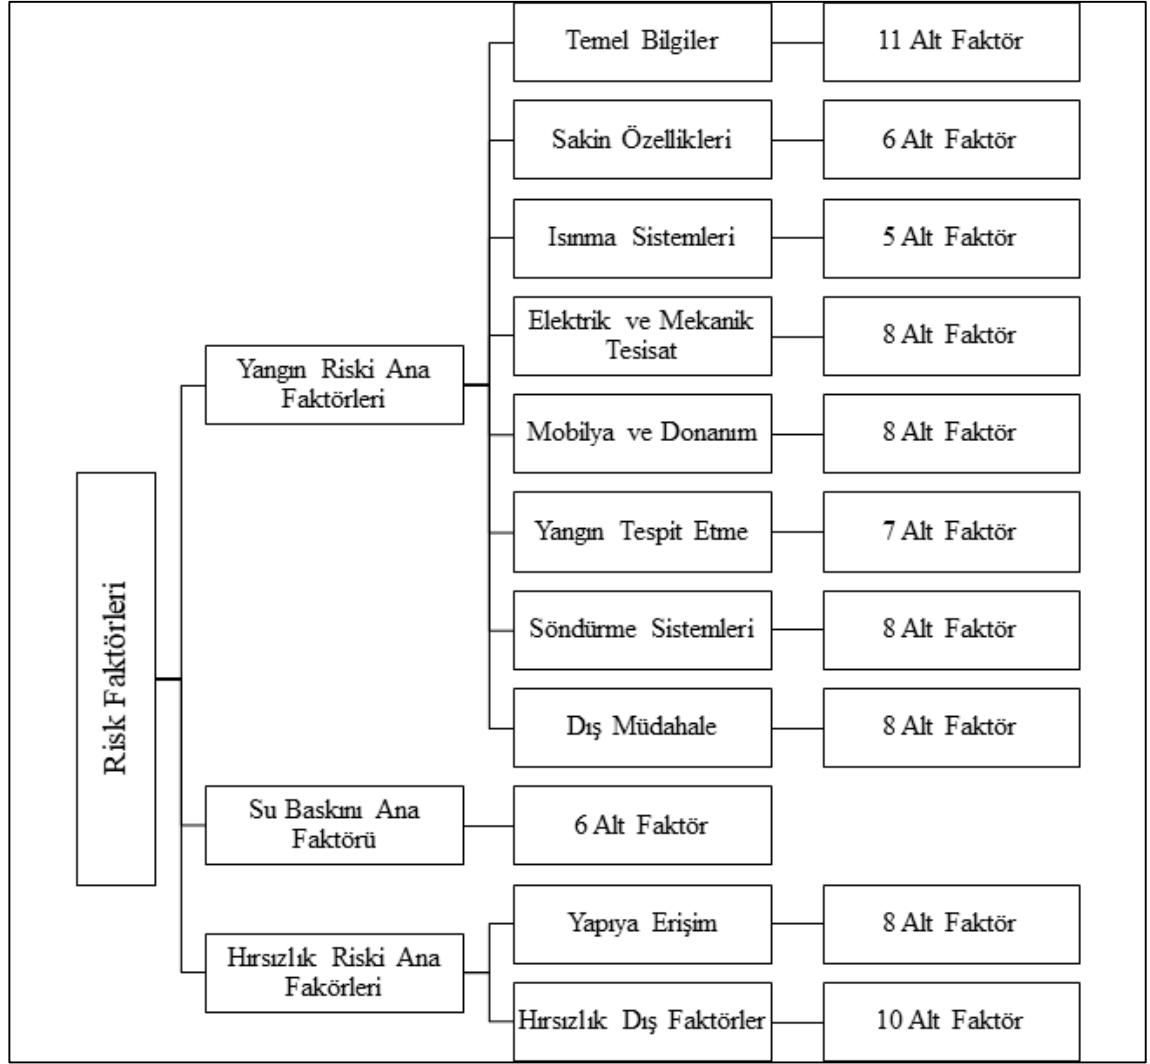 Risk Faktörleri
Yangın Riski Ana
Faktörleri
Temel Bilgiler
11 Alt Faktör
Sakin Özellikleri
6 Alt Faktör
Isınma Sistemleri
5 Alt Faktör
Elektrik ve Mekanik
Tesisat
8 Alt Faktör
Mobilya ve Donanım
8 Alt Faktör
Yangın Tespit Etme
7 Alt Faktör
Söndürme Sistemleri
8 Alt Faktör
Dış Müdahale
8 Alt Faktör
Su Baskını Ana
Faktörü
6 Alt Faktör
Hırsızlık Riski Ana
Fakörleri
Yapıya Erişim
8 Alt Faktör
Hırsızlık Dış Faktörler
10 Alt Faktör